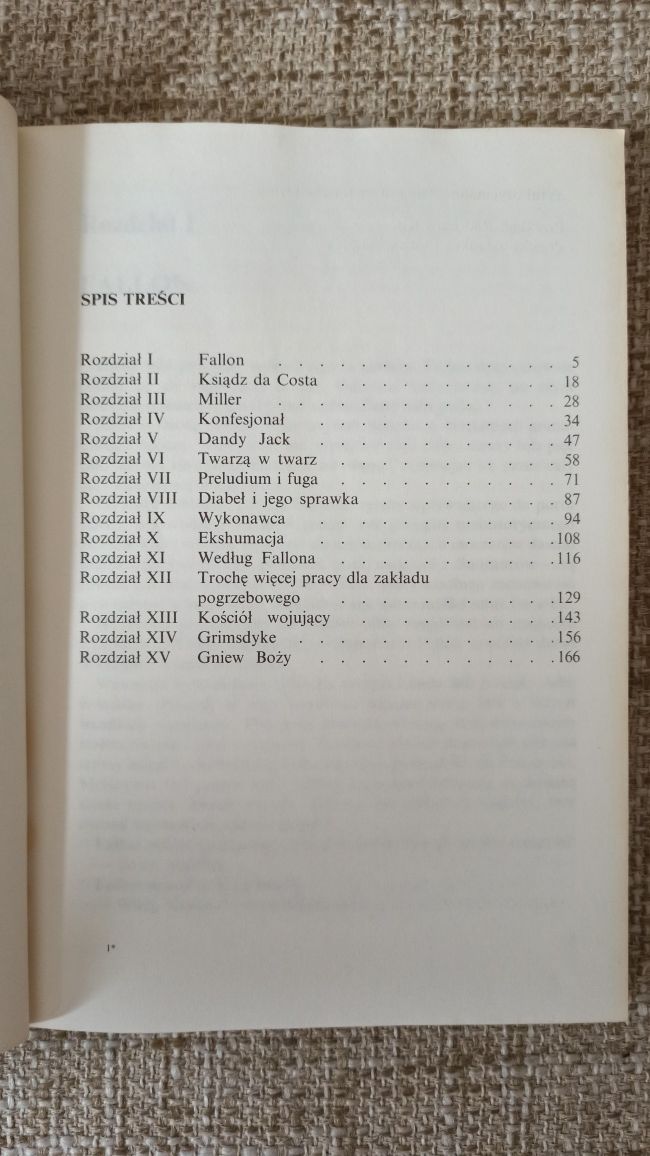 SPIS TREŚCI
Rozdział I Fallon . . . . . . . . . . . . . . 5
Rozdział II Ksiądz da Costa . . . . . . . . . . . 18
Rozdział III Miller . . . . . . . . . . . . . . 28
Rozdział IV Konfesjonał . . . . . . . . . . . . 34
Rozdział V Dandy Jack . . . . . . . . . . . . 47
Rozdział VI Twarzą w twarz . . . . . . . . . . . 58
Rozdział VII Preludium i fuga . . . . . . . . . . . 71
Rozdział VIII Diabeł i jego sprawka . . . . . . . . . 87
Rozdział IX Wykonawca . . . . . . . . . . . . 94
Rozdział X Ekshumacja . . . . . . . . . . . . 108
Rozdział XI Według Fallona . . . . . . . . . . . 116
Rozdział XII Trochę więcej pracy dla zakładu
pogrzebowego . . . . . . . . . . . 129
Rozdział XIII Kościół wojujący . . . . . . . . . . . 143
Rozdział XIV Grimsdyke . . . . . . . . . . . . 156
Rozdział XV Gniew Boży . . . . . . . . . . . . 166
1*